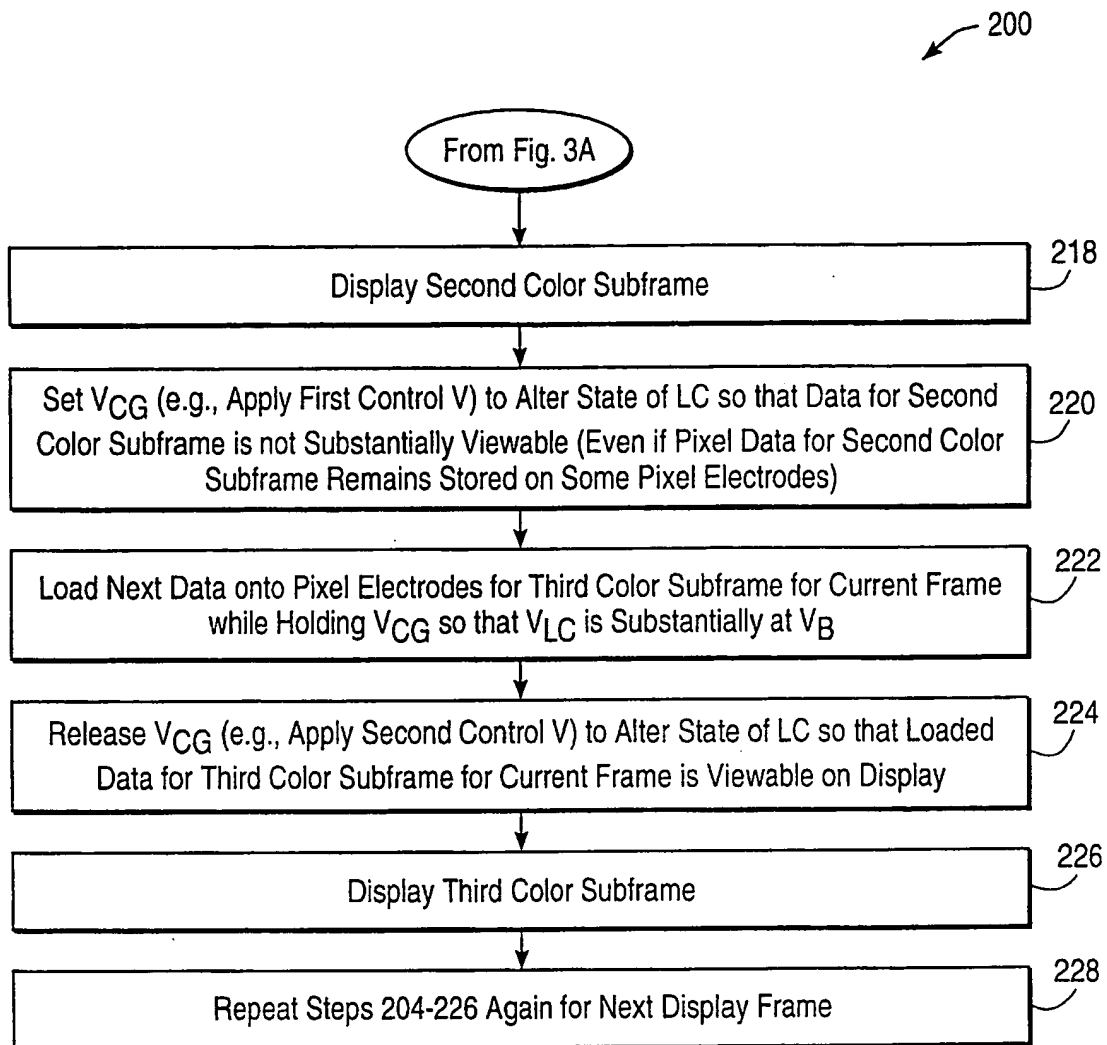 200
From Fig. 3A
Display Second Color Subframe
218
Set VCG (e.g., Apply First Control V) to Alter State of LC so that Data for Second
Color Subframe is not Substantially Viewable (Even if Pixel Data for Second Color
Subframe Remains Stored on Some Pixel Electrodes)
220
Load Next Data onto Pixel Electrodes for Third Color Subframe for Current Frame
while Holding VCG so that VLC is Substantially at VB
222
Release VCG (e.g., Apply Second Control V) to Alter State of LC so that Loaded
Data for Third Color Subframe for Current Frame is Viewable on Display
224
Display Third Color Subframe
226
Repeat Steps 204-226 Again for Next Display Frame
228